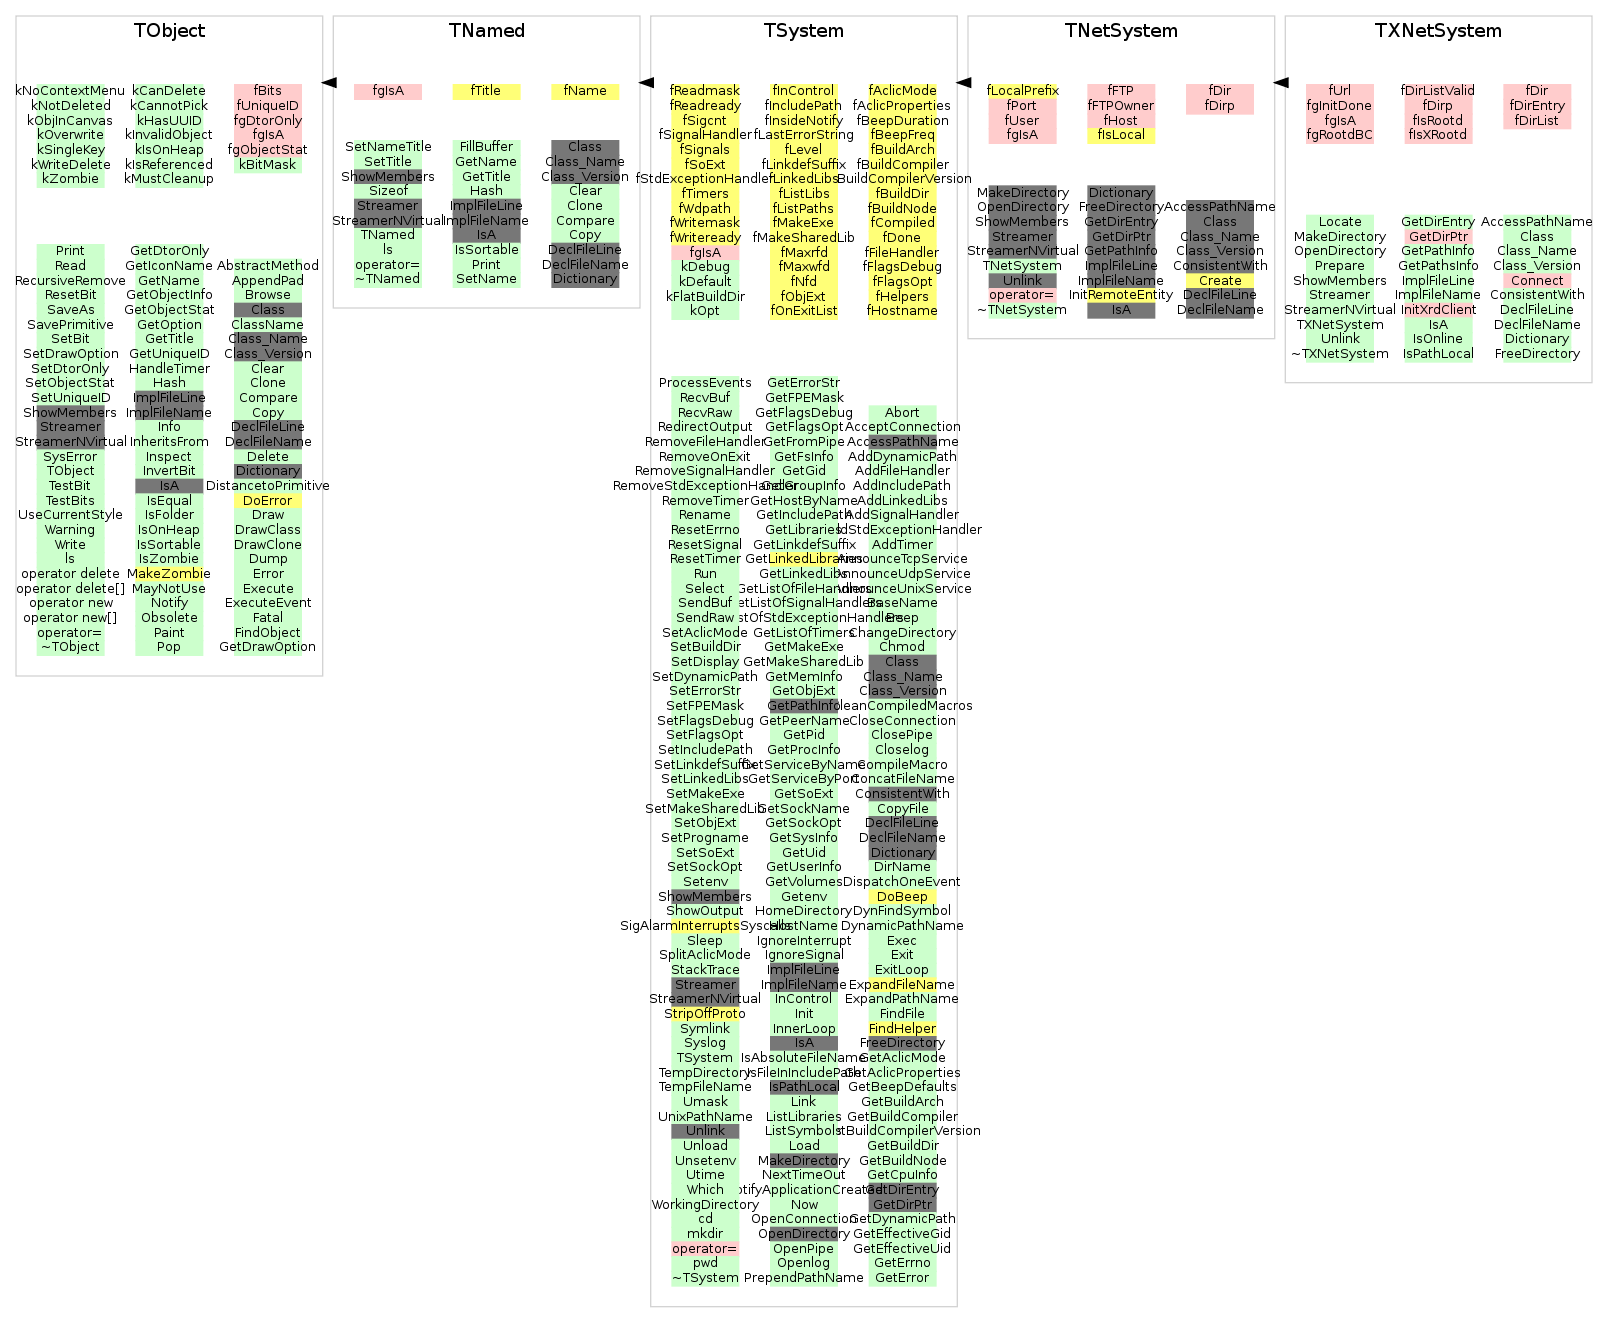 TObject
kNoContextMenu
kNotDeleted
kObjInCanvas
kOverwrite
kSingleKey
kWriteDelete
kZombie
kCanDelete
kCannotPick
kHasUUID
kInvalidObject
kIsOnHeap
kIsReferenced
kMustCleanup
fBits
fUniqueID
fgDtorOnly
fgIsA
fgObjectStat
kBitMask
Print
Read
RecursiveRemove
ResetBit
SaveAs
SavePrimitive
SetBit
SetDrawOption
SetDtorOnly
SetObjectStat
SetUniqueID
ShowMembers
Streamer
StreamerNVirtual
SysError
TObject
TestBit
TestBits
UseCurrentStyle
Warning
Write
ls
operator delete
operator delete[]
operator new
operator new[]
operator=
~TObject
GetDtorOnly
GetIconName
GetName
GetObjectInfo
GetObjectStat
GetOption
GetTitle
GetUniqueID
HandleTimer
Hash
ImplFileLine
ImplFileName
Info
InheritsFrom
Inspect
InvertBit
IsA
IsEqual
IsFolder
IsOnHeap
IsSortable
IsZombie
MakeZombie
MayNotUse
Notify
Obsolete
Paint
Pop
AbstractMethod
AppendPad
Browse
Class
ClassName
Class_Name
Class_Version
Clear
Clone
Compare
Copy
DeclFileLine
DeclFileName
Delete
Dictionary
DistancetoPrimitive
DoError
Draw
DrawClass
DrawClone
Dump
Error
Execute
ExecuteEvent
Fatal
FindObject
GetDrawOption
TNamed
fgIsA
fTitle
fName
SetNameTitle
SetTitle
ShowMembers
Sizeof
Streamer
StreamerNVirtual
TNamed
ls
operator=
~TNamed
FillBuffer
GetName
GetTitle
Hash
ImplFileLine
ImplFileName
IsA
IsSortable
Print
SetName
Class
Class_Name
Class_Version
Clear
Clone
Compare
Copy
DeclFileLine
DeclFileName
Dictionary
TSystem
fReadmask
fReadready
fSigcnt
fSignalHandler
fSignals
fSoExt
fStdExceptionHandler
fTimers
fWdpath
fWritemask
fWriteready
fgIsA
kDebug
kDefault
kFlatBuildDir
kOpt
fInControl
fIncludePath
fInsideNotify
fLastErrorString
fLevel
fLinkdefSuffix
fLinkedLibs
fListLibs
fListPaths
fMakeExe
fMakeSharedLib
fMaxrfd
fMaxwfd
fNfd
fObjExt
fOnExitList
fAclicMode
fAclicProperties
fBeepDuration
fBeepFreq
fBuildArch
fBuildCompiler
BuildCompilerVersion
fBuildDir
fBuildNode
fCompiled
fDone
fFileHandler
fFlagsDebug
fFlagsOpt
fHelpers
fHostname
ProcessEvents
RecvBuf
RecvRaw
RedirectOutput
RemoveFileHandler
RemoveOnExit
RemoveSignalHandler
RemoveStdExceptionHandler
RemoveTimer
Rename
ResetErrno
ResetSignal
ResetTimer
Run
Select
SendBuf
SendRaw
SetAclicMode
SetBuildDir
SetDisplay
SetDynamicPath
SetErrorStr
SetFPEMask
SetFlagsDebug
SetFlagsOpt
SetIncludePath
SetLinkdefSuffix
SetLinkedLibs
SetMakeExe
SetMakeSharedLib
SetObjExt
SetProgname
SetSoExt
SetSockOpt
Setenv
ShowMembers
ShowOutput
SigAlarmInterruptsSyscalls
Sleep
SplitAclicMode
StackTrace
Streamer
StreamerNVirtual
StripOffProto
Symlink
Syslog
TSystem
TempDirectory
TempFileName
Umask
UnixPathName
Unlink
Unload
Unsetenv
Utime
Which
WorkingDirectory
cd
mkdir
operator=
pwd
~TSystem
GetErrorStr
GetFPEMask
GetFlagsDebug
GetFlagsOpt
GetFromPipe
GetFsInfo
GetGid
GetGroupInfo
GetHostByName
GetIncludePath
GetLibraries
GetLinkdefSuffix
GetLinkedLibraries
GetLinkedLibs
GetListOfFileHandlers
etListOfSignalHandlers
stOfStdExceptionHandlers
GetListOfTimers
GetMakeExe
GetMakeSharedLib
GetMemInfo
GetObjExt
GetPathInfo
GetPeerName
GetPid
GetProcInfo
GetServiceByName
GetServiceByPort
GetSoExt
GetSockName
GetSockOpt
GetSysInfo
GetUid
GetUserInfo
GetVolumes
Getenv
HomeDirectory
HostName
IgnoreInterrupt
IgnoreSignal
ImplFileLine
ImplFileName
InControl
Init
InnerLoop
IsA
IsAbsoluteFileName
IsFileInIncludePath
IsPathLocal
Link
ListLibraries
ListSymbols
Load
MakeDirectory
NextTimeOut
otifyApplicationCreated
Now
OpenConnection
OpenDirectory
OpenPipe
Openlog
PrependPathName
Abort
AcceptConnection
AccessPathName
AddDynamicPath
AddFileHandler
AddIncludePath
AddLinkedLibs
AddSignalHandler
ddStdExceptionHandler
AddTimer
AnnounceTcpService
AnnounceUdpService
AnnounceUnixService
BaseName
Beep
ChangeDirectory
Chmod
Class
Class_Name
Class_Version
leanCompiledMacros
CloseConnection
ClosePipe
Closelog
CompileMacro
ConcatFileName
ConsistentWith
CopyFile
DeclFileLine
DeclFileName
Dictionary
DirName
DispatchOneEvent
DoBeep
DynFindSymbol
DynamicPathName
Exec
Exit
ExitLoop
ExpandFileName
ExpandPathName
FindFile
FindHelper
FreeDirectory
GetAclicMode
GetAclicProperties
GetBeepDefaults
GetBuildArch
GetBuildCompiler
tBuildCompilerVersion
GetBuildDir
GetBuildNode
GetCpuInfo
GetDirEntry
GetDirPtr
GetDynamicPath
GetEffectiveGid
GetEffectiveUid
GetErrno
GetError
TNetSystem
fLocalPrefix
fPort
fUser
fgIsA
fFTP
fFTPOwner
fHost
fIsLocal
fDir
fDirp
MakeDirectory
OpenDirectory
ShowMembers
Streamer
StreamerNVirtual
TNetSystem
Unlink
operator=
~TNetSystem
Dictionary
FreeDirectory
GetDirEntry
GetDirPtr
GetPathInfo
ImplFileLine
ImplFileName
InitRemoteEntity
IsA
AccessPathName
Class
Class_Name
Class_Version
ConsistentWith
Create
DeclFileLine
DeclFileName
TXNetSystem
fUrl
fgInitDone
fgIsA
fgRootdBC
fDirListValid
fDirp
fIsRootd
fIsXRootd
fDir
fDirEntry
fDirList
Locate
MakeDirectory
OpenDirectory
Prepare
ShowMembers
Streamer
StreamerNVirtual
TXNetSystem
Unlink
~TXNetSystem
GetDirEntry
GetDirPtr
GetPathInfo
GetPathsInfo
ImplFileLine
ImplFileName
InitXrdClient
IsA
IsOnline
IsPathLocal
AccessPathName
Class
Class_Name
Class_Version
Connect
ConsistentWith
DeclFileLine
DeclFileName
Dictionary
FreeDirectory